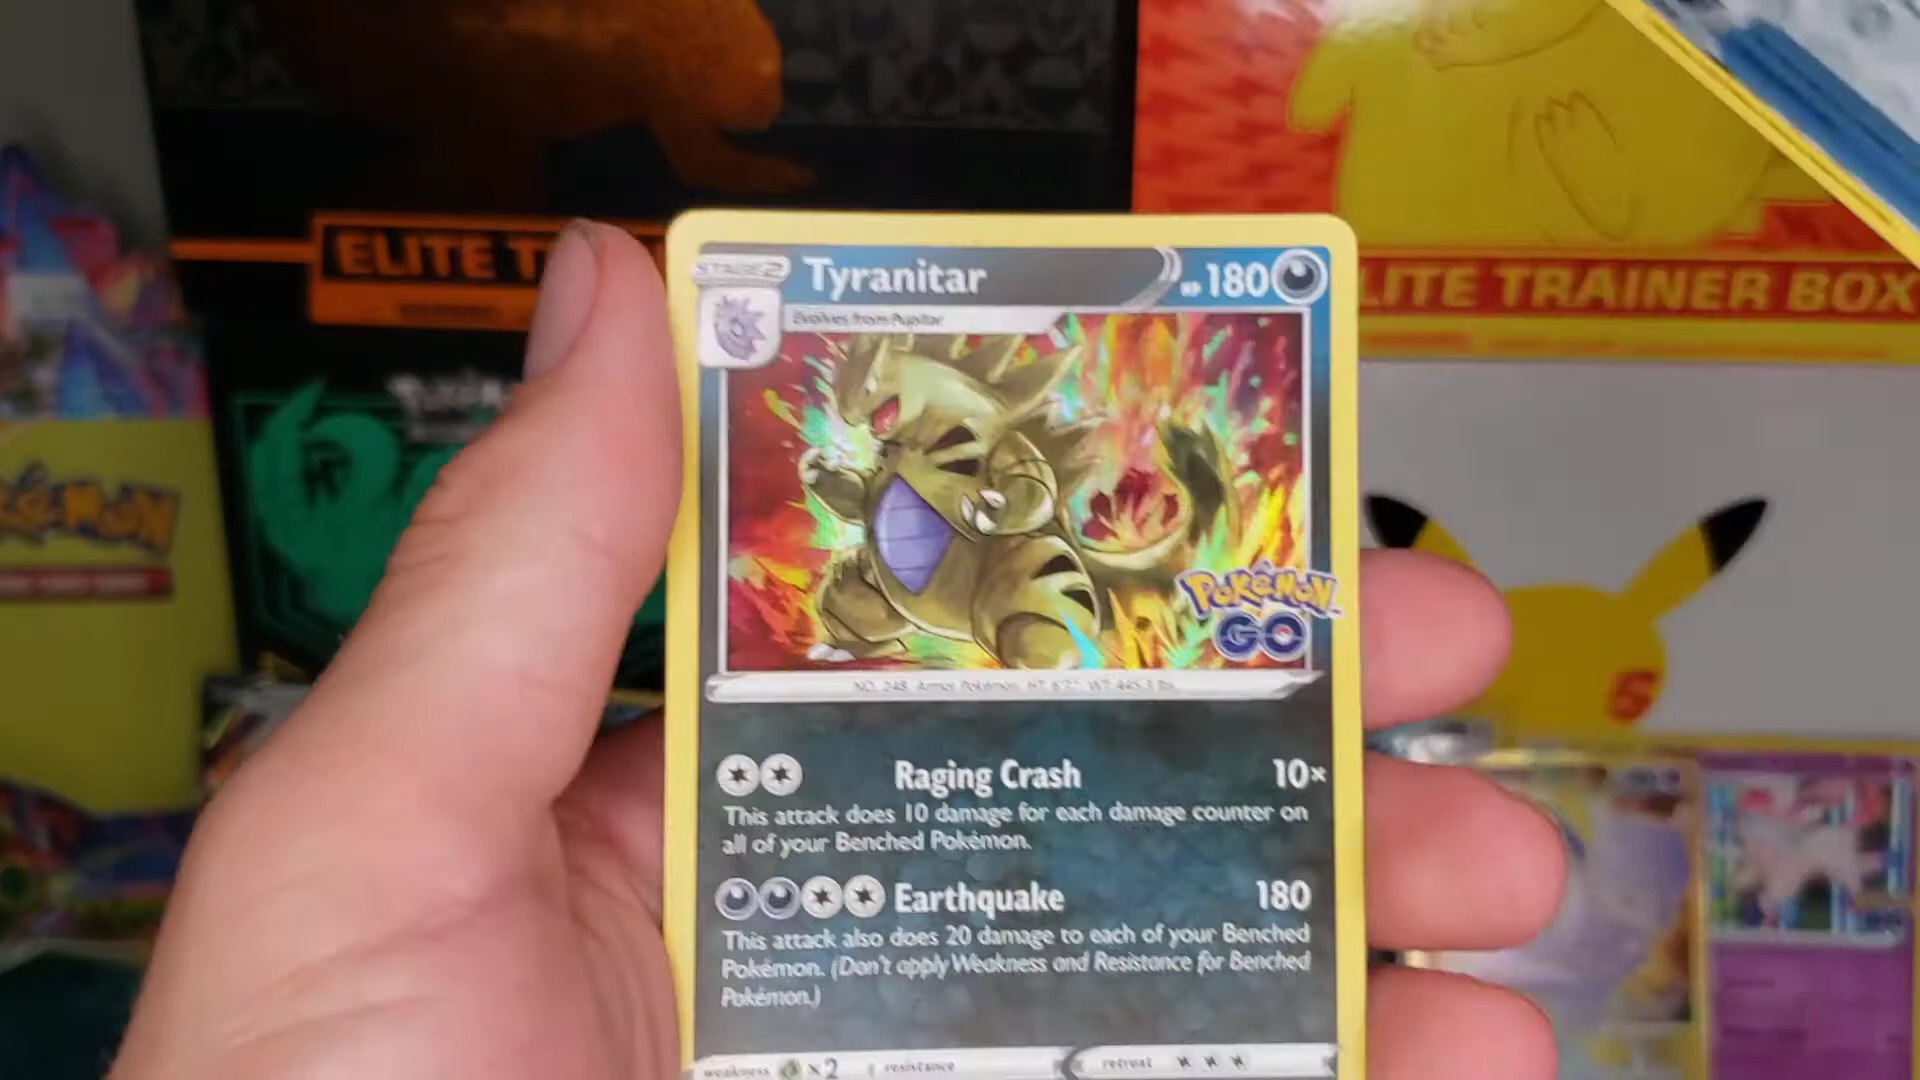 ELITE T
LITE TRAINER BOX
POKéMON
STAGE 2
Tyranitar
HP 180
Evolves from Pupitar
Pokémon
GO
NO. 248 Armor Pokémon HT: 6'7" WT: 445.3 lbs.
Raging Crash 10×
This attack does 10 damage for each damage counter on
all of your Benched Pokémon.
Earthquake 180
This attack also does 20 damage to each of your Benched
Pokémon. (Don't apply Weakness and Resistance for Benched
Pokémon.)
weakness ×2 resistance retreat